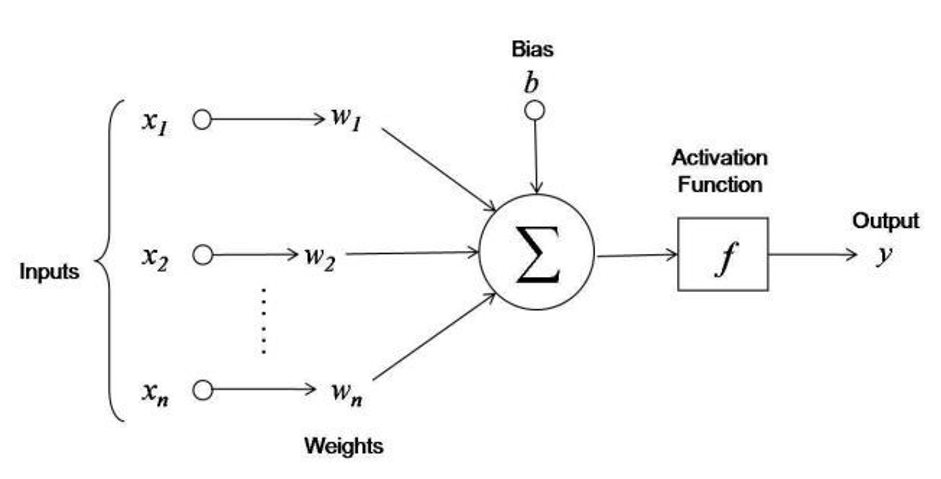 Bias
b
x1
w1
Activation
Function
Output
Inputs
x2
w2
Σ
f
y
xn
wn
Weights